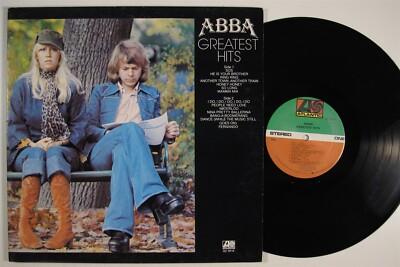 ABBA
GREATEST
HITS
Side 1
SOS
HE IS YOUR BROTHER
RING RING
ANOTHER TOWN ANOTHER TRAIN
HONEY HONEY
SO LONG
MAMMA MIA
Side 2
I DO, I DO, I DO, I DO, I DO
PEOPLE NEED LOVE
WATERLOO
NINA PRETTY BALLERINA
BANG-A-BOOMERANG
DANCE (WHILE THE MUSIC STILL
GOES ON)
FERNANDO
ATLANTIC
STEREO